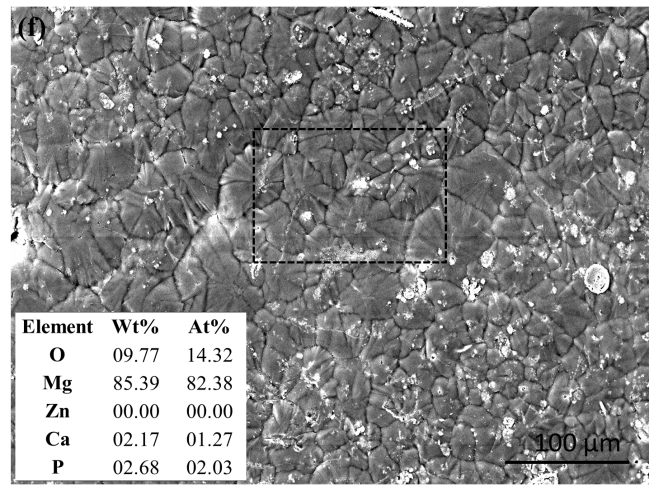 (f)
Element Wt% At%
O 09.77 14.32
Mg 85.39 82.38
Zn 00.00 00.00
Ca 02.17 01.27
P 02.68 02.03
100 µm